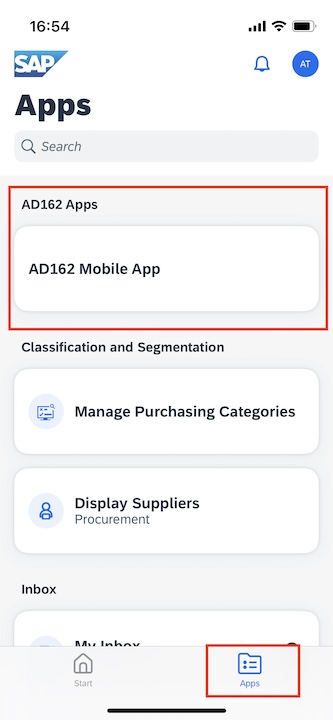 16:54
SAP
AT
Apps
Search
AD162 Apps
AD162 Mobile App
Classification and Segmentation
Manage Purchasing Categories
Display Suppliers
Procurement
Inbox
My Inbox
Start
Apps